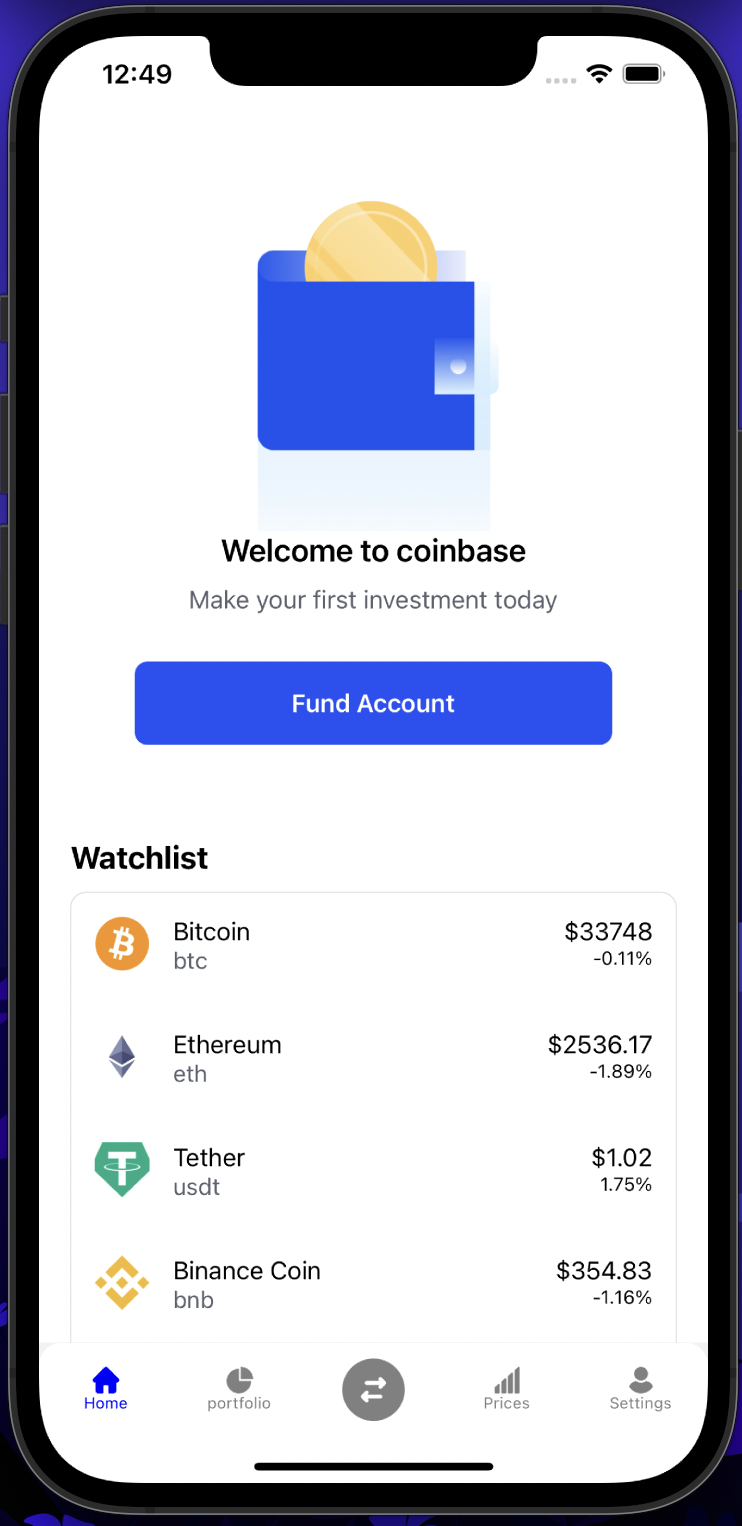 12:49
Welcome to coinbase
Make your first investment today
Fund Account
Watchlist
Bitcoin $33748
btc -0.11%
Ethereum $2536.17
eth -1.89%
Tether $1.02
usdt 1.75%
Binance Coin $354.83
bnb -1.16%
Home portfolio Prices Settings